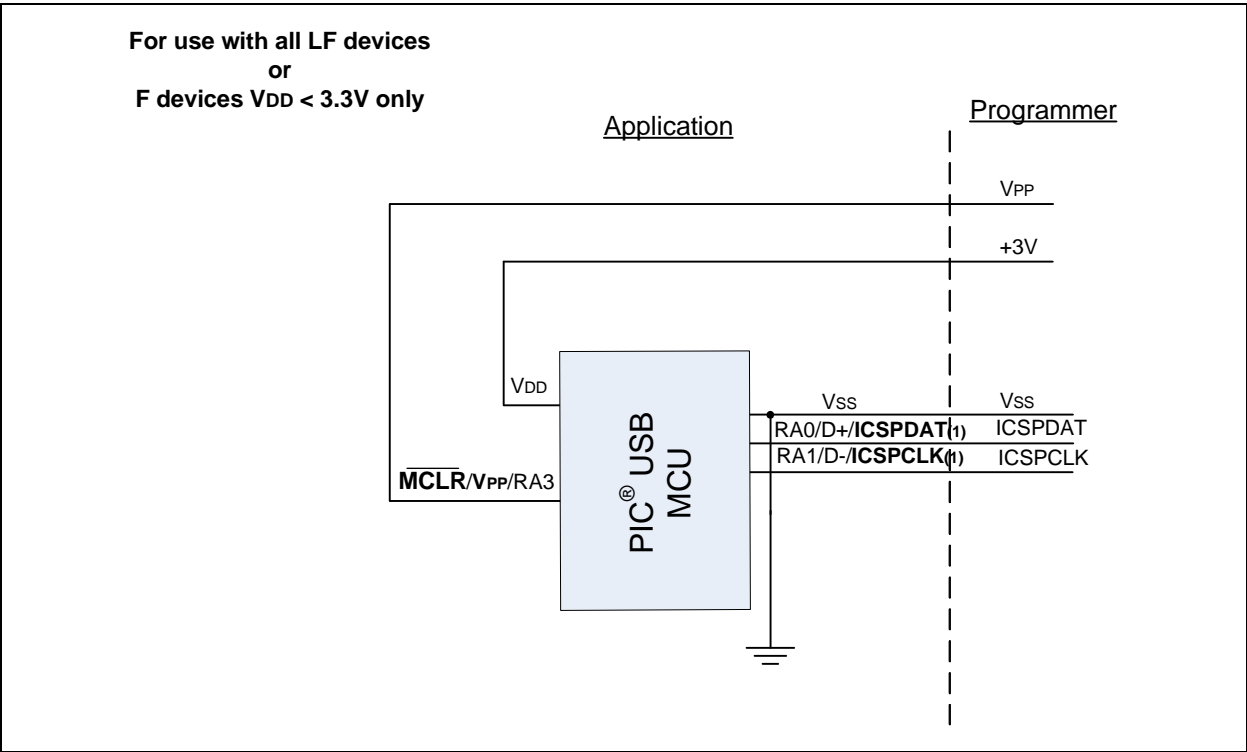 For use with all LF devices
or
F devices VDD < 3.3V only
Application
Programmer
VPP
+3V
VDD
VSS
VSS
RA0/D+/ICSPDAT(1)
ICSPDAT
RA1/D-/ICSPCLK(1)
ICSPCLK
MCLR/VPP/RA3
PIC® USB
MCU